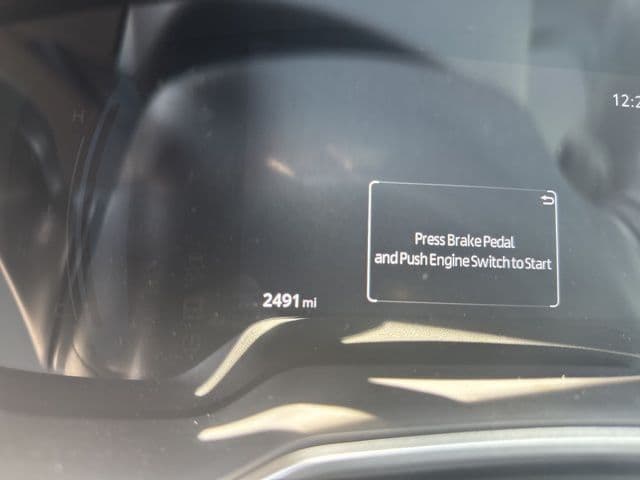 Press Brake Pedal
and Push Engine Switch to Start
2491 mi